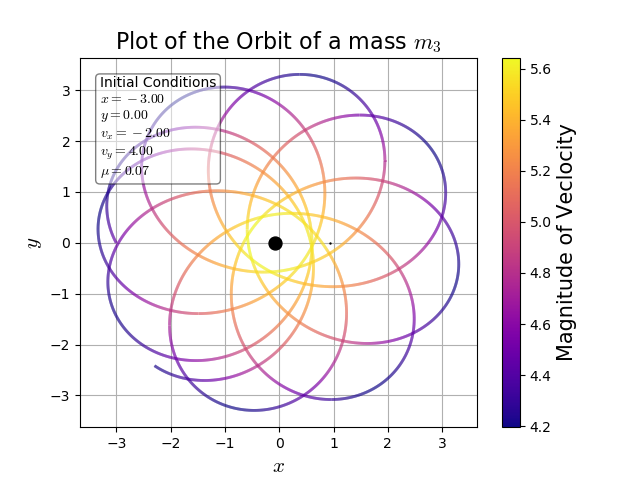 Plot of the Orbit of a mass m₃
Initial Conditions
x = −3.00
y = 0.00
vₓ = −2.00
v_y = 4.00
μ = 0.07
3
2
1
0
−1
−2
−3
y
−3 −2 −1 0 1 2 3
x
5.6
5.4
5.2
5.0
4.8
4.6
4.4
4.2
Magnitude of Veclocity